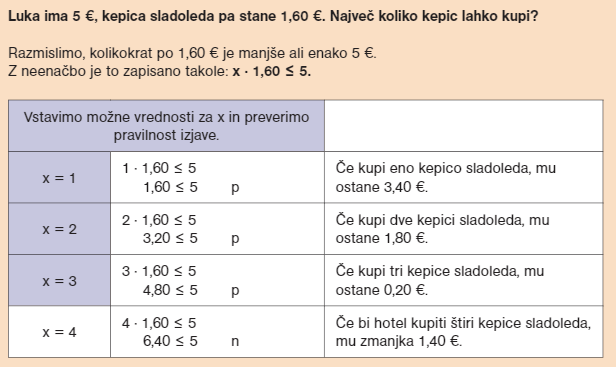 Luka ima 5 €, kepica sladoleda pa stane 1,60 €. Največ koliko kepic lahko kupi?
Razmislimo, kolikokrat po 1,60 € je manjše ali enako 5 €.
Z neenačbo je to zapisano takole: x · 1,60 ≤ 5.
Vstavimo možne vrednosti za x in preverimo
pravilnost izjave.
x = 1
1 · 1,60 ≤ 5
1,60 ≤ 5 p
Če kupi eno kepico sladoleda, mu
ostane 3,40 €.
x = 2
2 · 1,60 ≤ 5
3,20 ≤ 5 p
Če kupi dve kepici sladoleda, mu
ostane 1,80 €.
x = 3
3 · 1,60 ≤ 5
4,80 ≤ 5 p
Če kupi tri kepice sladoleda, mu
ostane 0,20 €.
x = 4
4 · 1,60 ≤ 5
6,40 ≤ 5 n
Če bi hotel kupiti štiri kepice sladoleda,
mu zmanjka 1,40 €.